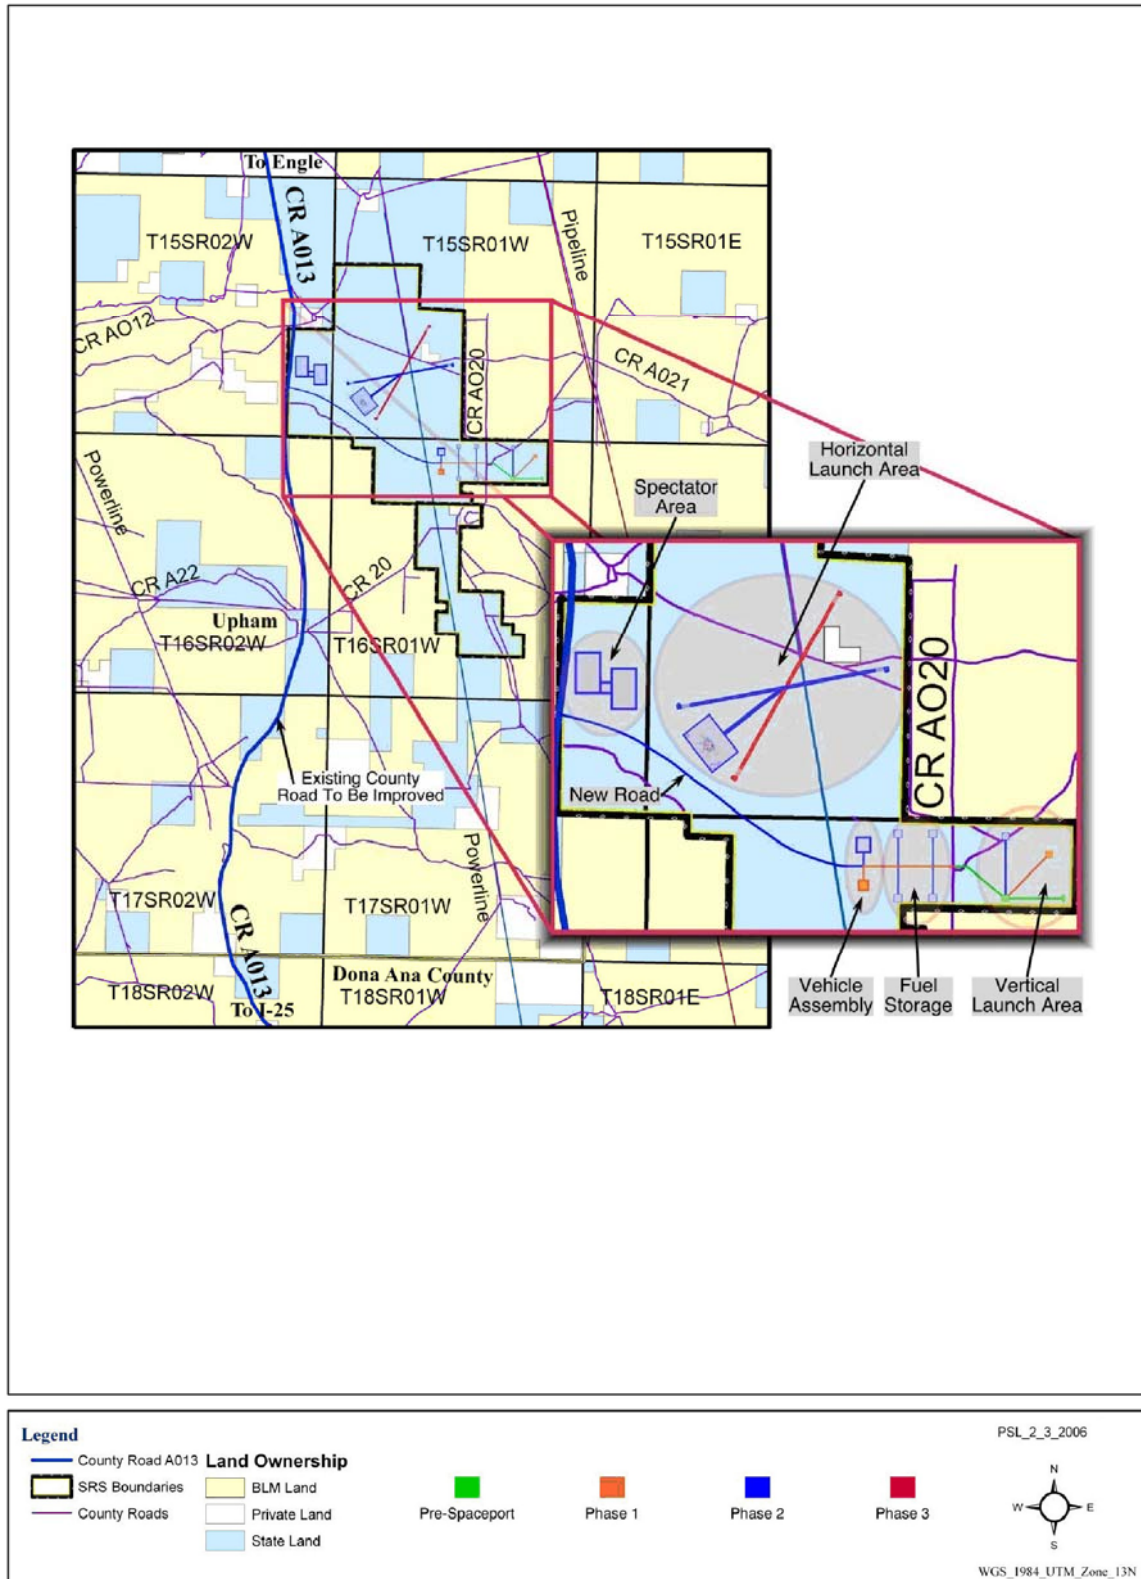 To Engle
CR A013
T15SR02W
T15SR01W
Pipeline
T15SR01E
CR AO12
CR AO20
CR A021
Horizontal
Launch Area
Spectator
Area
Powerline
CR A22
CR 20
Upham
T16SR02W
T16SR01W
CR AO20
New Road
Existing County
Road To Be Improved
Powerline
T17SR02W
T17SR01W
CR A013
Dona Ana County
T18SR02W
T18SR01W
T18SR01E
To I-25
Vehicle
Assembly
Fuel
Storage
Vertical
Launch Area
Legend
County Road A013
SRS Boundaries
County Roads
Land Ownership
BLM Land
Private Land
State Land
Pre-Spaceport
Phase 1
Phase 2
Phase 3
PSL_2_3_2006
N
W
E
S
WGS_1984_UTM_Zone_13N